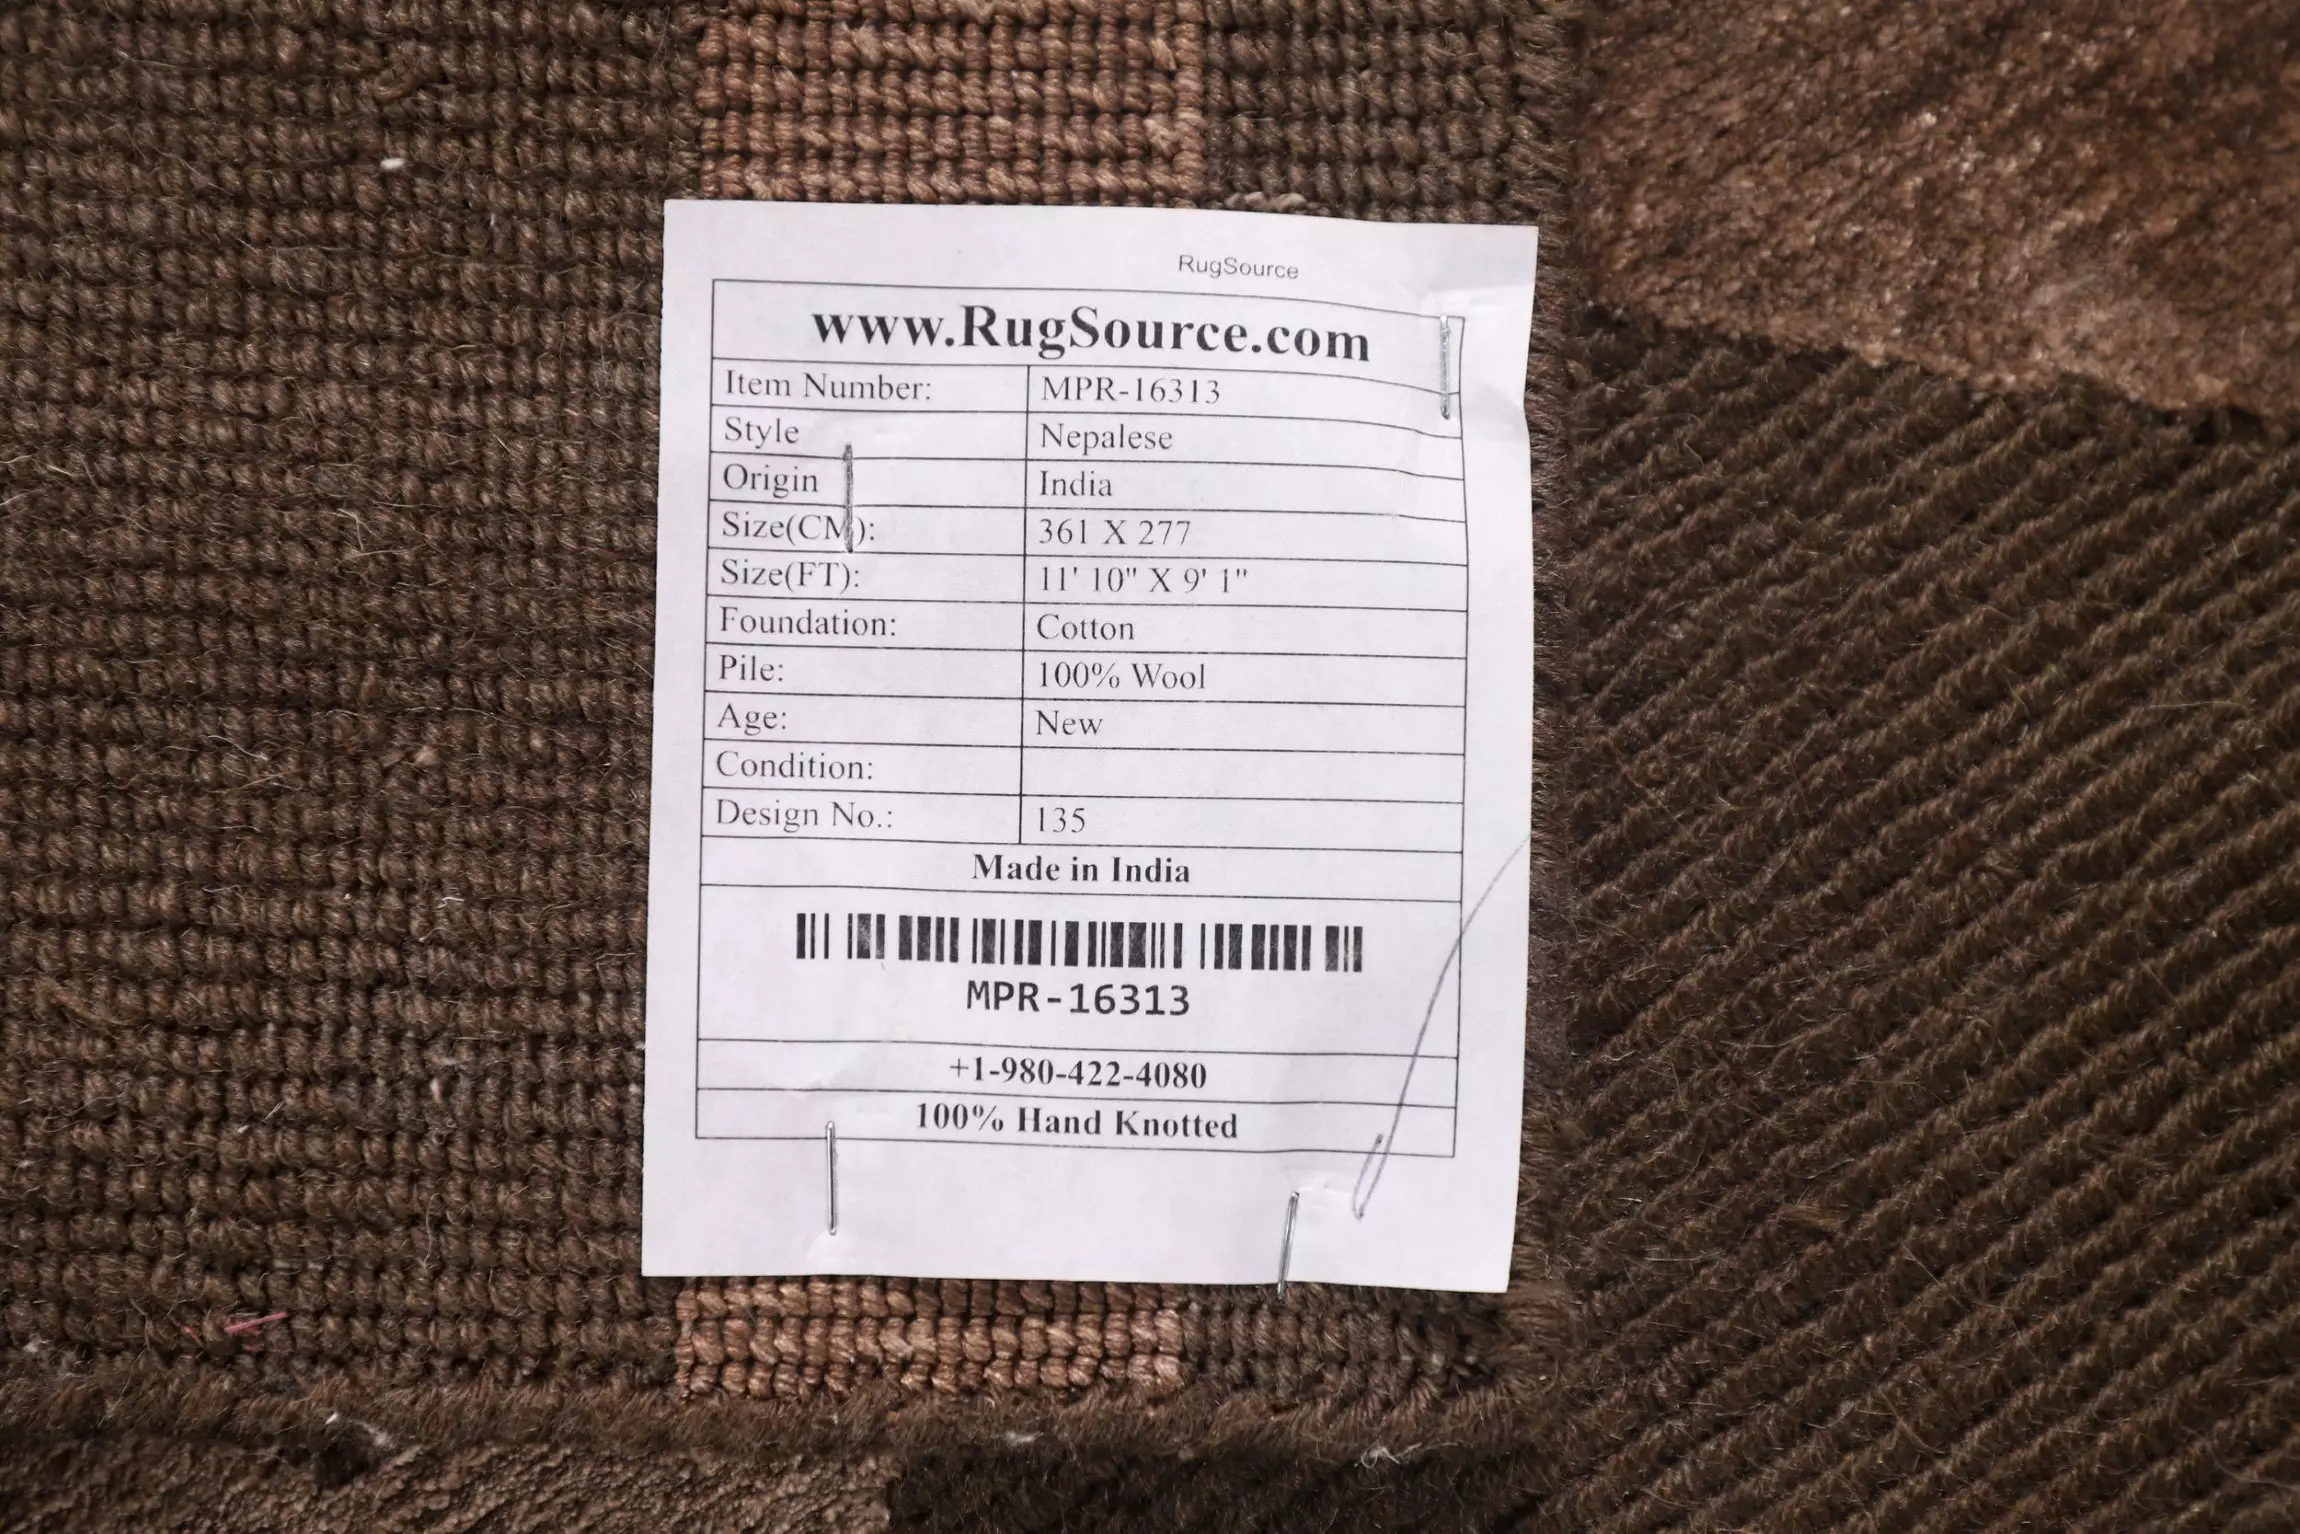 RugSource
www.RugSource.com
Item Number: MPR-16313
Style Nepalese
Origin India
Size(CM): 361 X 277
Size(FT): 11' 10" X 9' 1"
Foundation: Cotton
Pile: 100% Wool
Age: New
Condition:
Design No.: 135
Made in India
MPR-16313
+1-980-422-4080
100% Hand Knotted